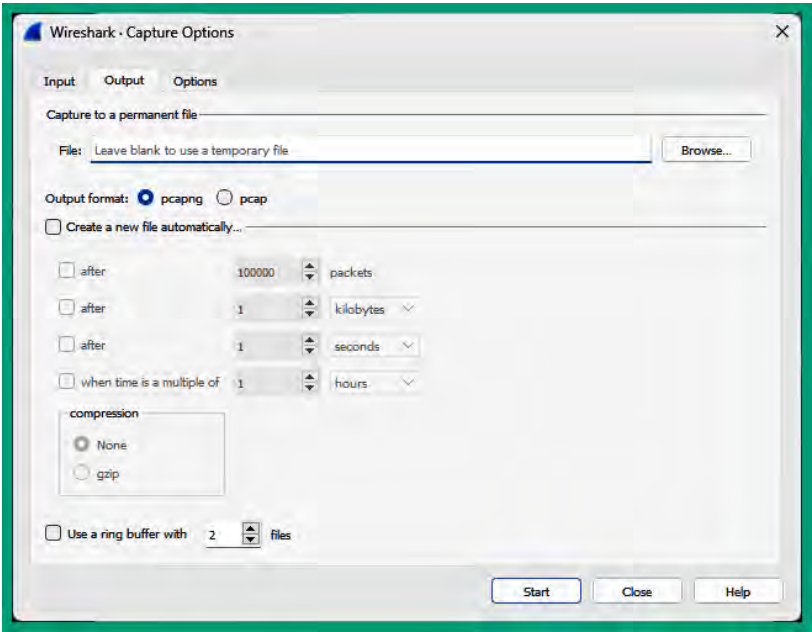 Wireshark · Capture Options
Input Output Options
Capture to a permanent file
File: Leave blank to use a temporary file Browse...
Output format: pcapng pcap
Create a new file automatically...
after 100000 packets
after 1 kilobytes
after 1 seconds
when time is a multiple of 1 hours
compression
None
gzip
Use a ring buffer with 2 files
Start Close Help